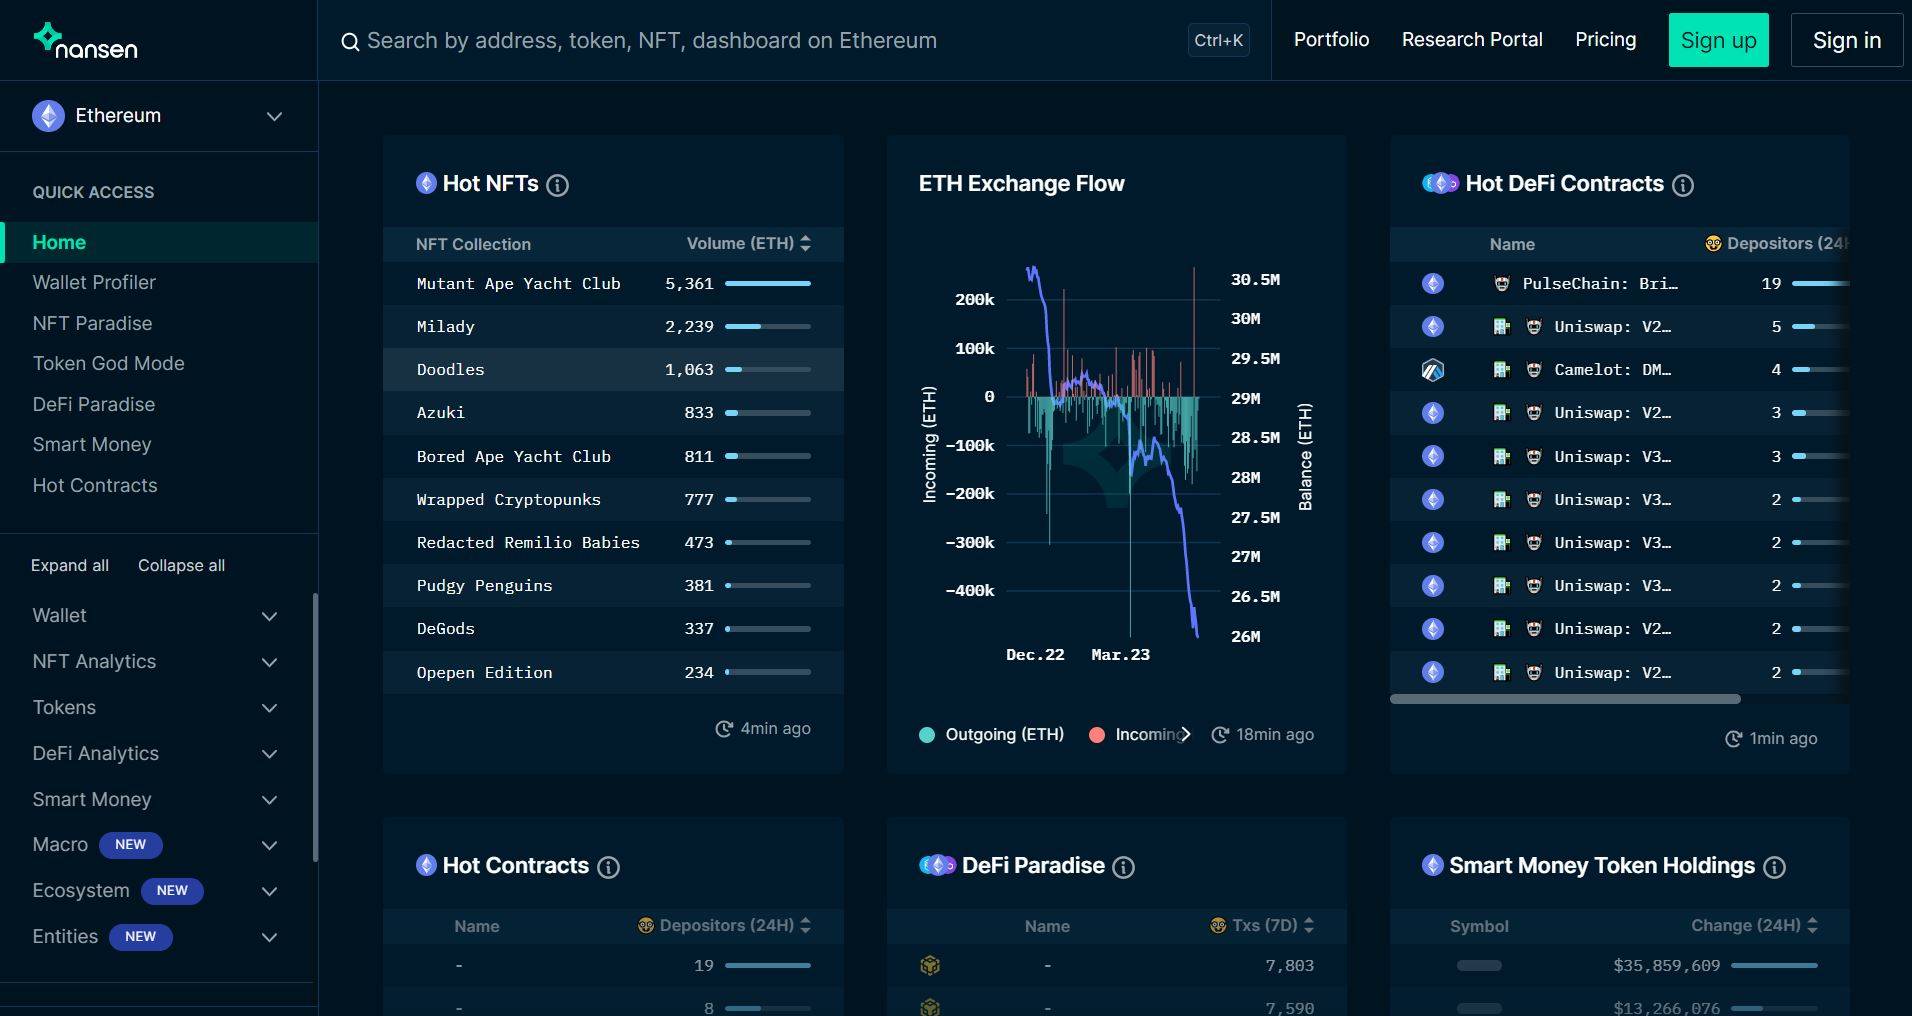 nansen
Search by address, token, NFT, dashboard on Ethereum
Ctrl+K
Portfolio
Research Portal
Pricing
Sign up
Sign in
Ethereum
QUICK ACCESS
Home
Wallet Profiler
NFT Paradise
Token God Mode
DeFi Paradise
Smart Money
Hot Contracts
Expand all
Collapse all
Wallet
NFT Analytics
Tokens
DeFi Analytics
Smart Money
Macro NEW
Ecosystem NEW
Entities NEW
Hot NFTs
NFT Collection Volume (ETH)
Mutant Ape Yacht Club 5,361
Milady 2,239
Doodles 1,063
Azuki 833
Bored Ape Yacht Club 811
Wrapped Cryptopunks 777
Redacted Remilio Babies 473
Pudgy Penguins 381
DeGods 337
Opepen Edition 234
4min ago
ETH Exchange Flow
Incoming (ETH)
200k
100k
0
−100k
−200k
−300k
−400k
30.5M
30M
29.5M
29M
28.5M
28M
27.5M
27M
26.5M
26M
Balance (ETH)
Dec.22 Mar.23
Outgoing (ETH)
Incoming
18min ago
Hot DeFi Contracts
Name Depositors (24H
PulseChain: Bri… 19
Uniswap: V2… 5
Camelot: DM… 4
Uniswap: V2… 3
Uniswap: V3… 3
Uniswap: V3… 2
Uniswap: V3… 2
Uniswap: V3… 2
Uniswap: V2… 2
Uniswap: V2… 2
1min ago
Hot Contracts
Name Depositors (24H)
- 19
- 8
DeFi Paradise
Name Txs (7D)
- 7,803
- 7,590
Smart Money Token Holdings
Symbol Change (24H)
$35,859,609
$13,266,076